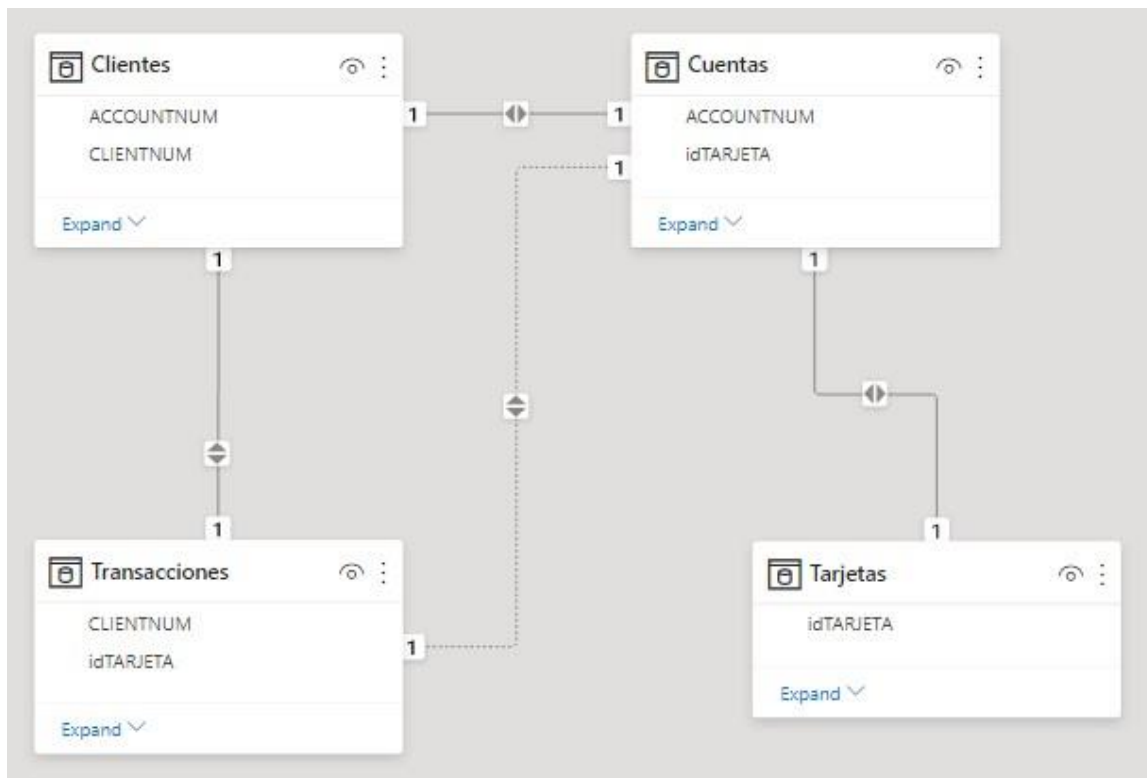 Clientes
ACCOUNTNUM
CLIENTNUM
Expand
Cuentas
ACCOUNTNUM
idTARJETA
Expand
1
1
1
1
1
1
1
1
Transacciones
CLIENTNUM
idTARJETA
Expand
Tarjetas
idTARJETA
Expand